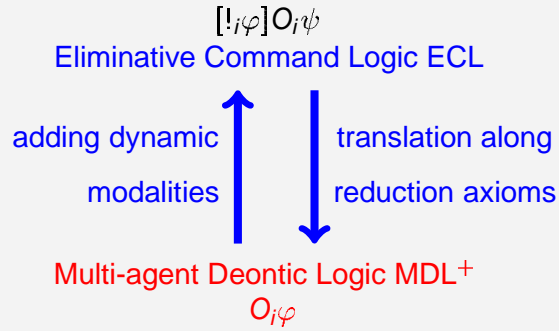 [!ᵢφ]Oᵢψ
Eliminative Command Logic ECL
adding dynamic translation along
modalities reduction axioms
Multi-agent Deontic Logic MDL⁺
Oᵢφ